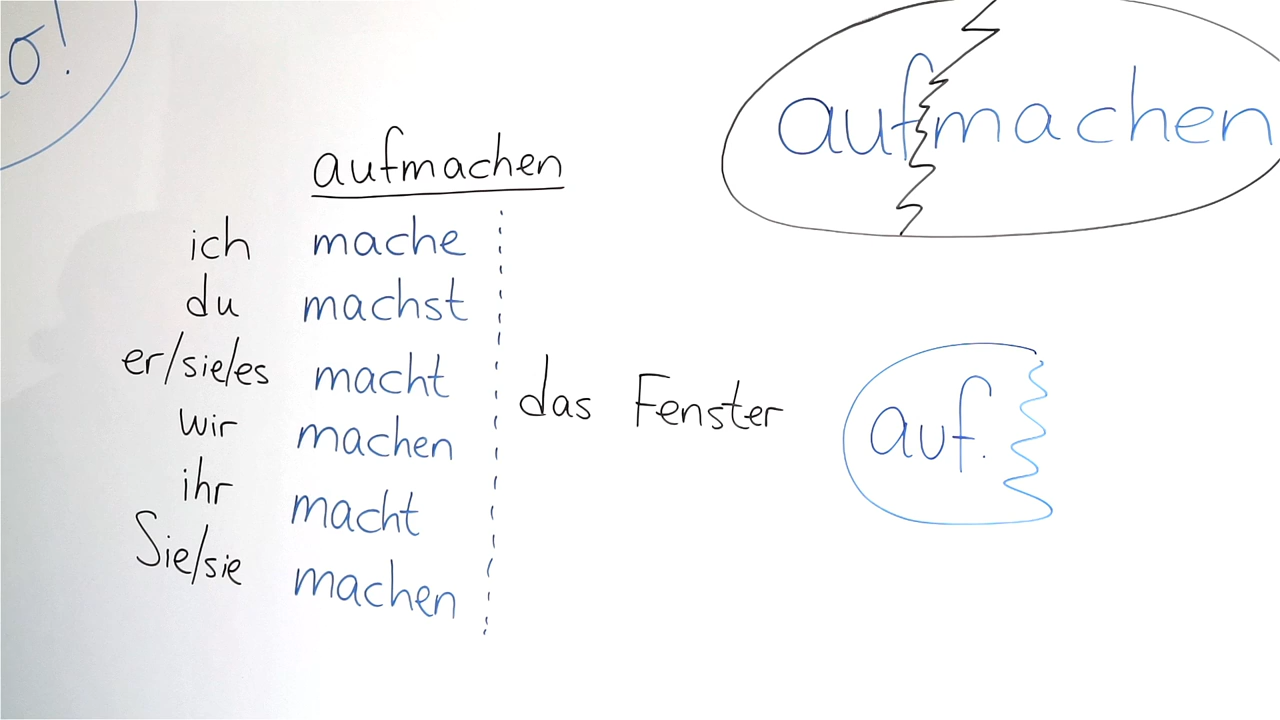 o!
aufmachen
aufmachen
ich mache
du machst
er/sie/es macht
das Fenster auf.
wir machen
ihr macht
Sie/sie machen